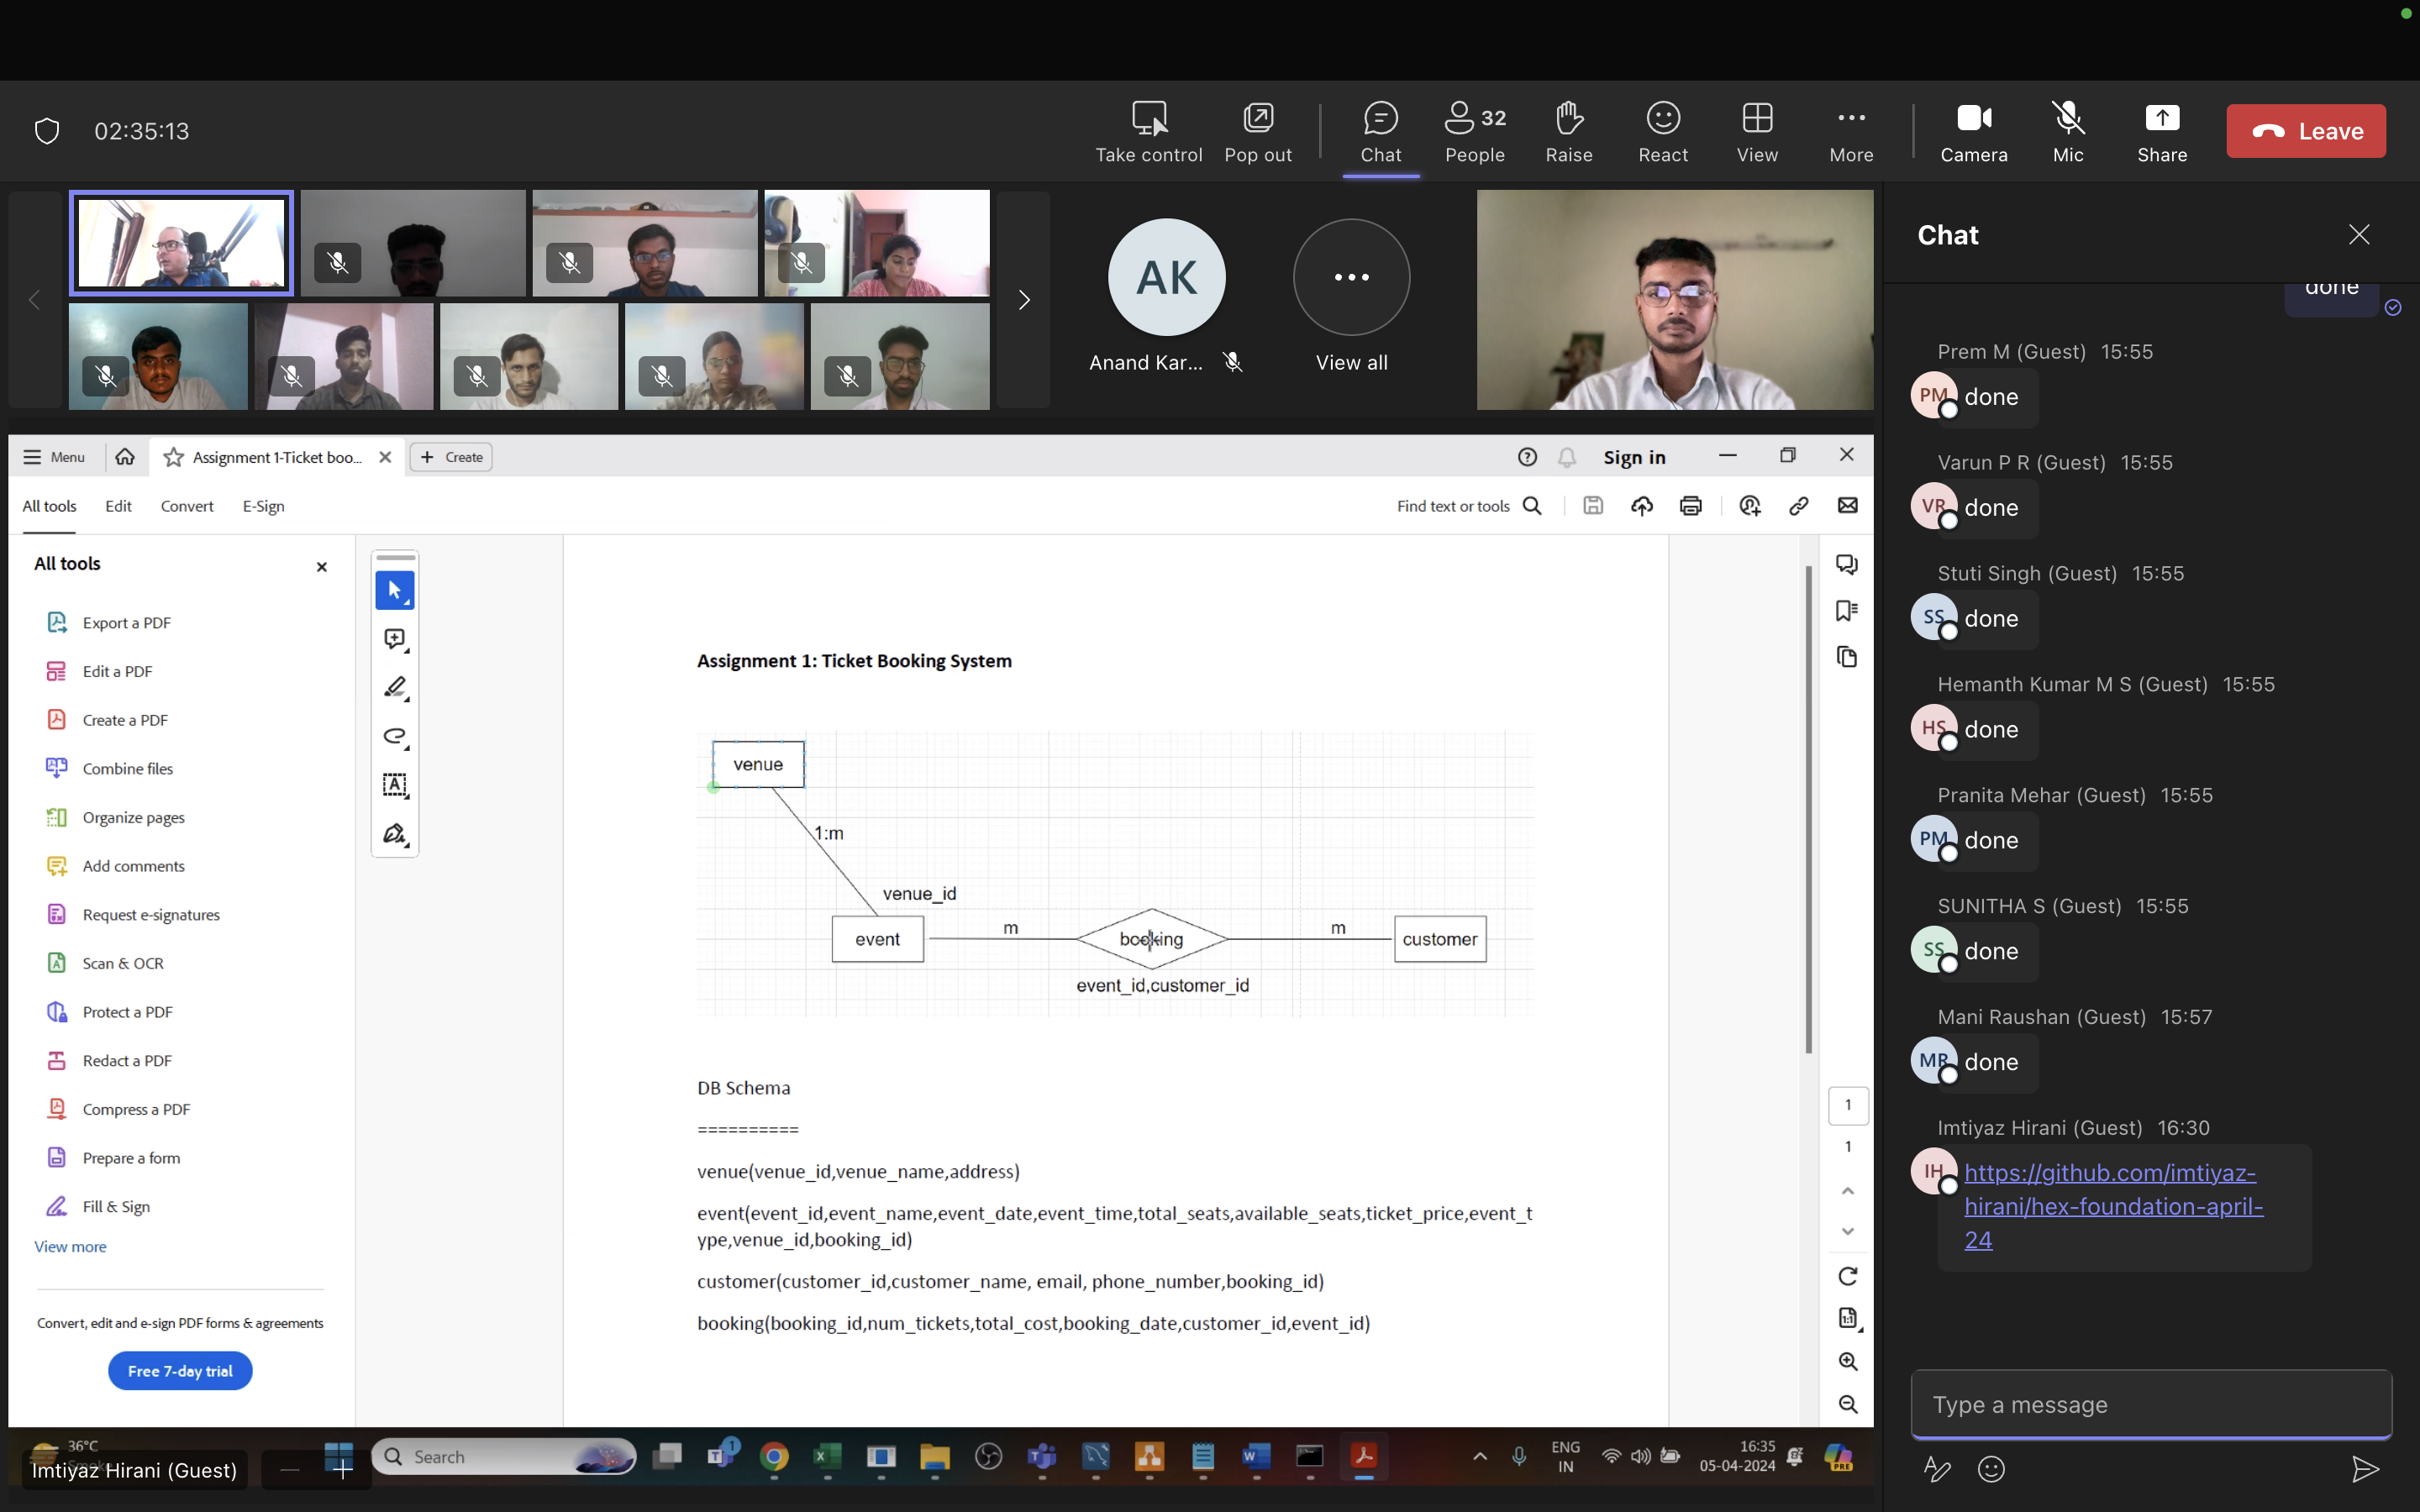 02:35:13
Take control
Pop out
Chat
32
People
Raise
React
View
More
Camera
Mic
Share
Leave
AK
Anand Kar...
View all
Menu
Assignment 1-Ticket boo...
Create
Sign in
All tools
Edit
Convert
E-Sign
Find text or tools
All tools
Export a PDF
Edit a PDF
Create a PDF
Combine files
Organize pages
Add comments
Request e-signatures
Scan & OCR
Protect a PDF
Redact a PDF
Compress a PDF
Prepare a form
Fill & Sign
View more
Convert, edit and e-sign PDF forms & agreements
Free 7-day trial
Assignment 1: Ticket Booking System
venue
1:m
venue_id
event
m
booking
m
customer
event_id,customer_id
DB Schema
==========
venue(venue_id,venue_name,address)
event(event_id,event_name,event_date,event_time,total_seats,available_seats,ticket_price,event_t
ype,venue_id,booking_id)
customer(customer_id,customer_name, email, phone_number,booking_id)
booking(booking_id,num_tickets,total_cost,booking_date,customer_id,event_id)
1
1
36°C
Imtiyaz Hirani (Guest)
Search
1
ENG
IN
16:35
05-04-2024
PRE
Chat
done
Prem M (Guest) 15:55
PM
done
Varun P R (Guest) 15:55
VR
done
Stuti Singh (Guest) 15:55
SS
done
Hemanth Kumar M S (Guest) 15:55
HS
done
Pranita Mehar (Guest) 15:55
PM
done
SUNITHA S (Guest) 15:55
SS
done
Mani Raushan (Guest) 15:57
MR
done
Imtiyaz Hirani (Guest) 16:30
IH
https://github.com/imtiyaz-
hirani/hex-foundation-april-
24
Type a message